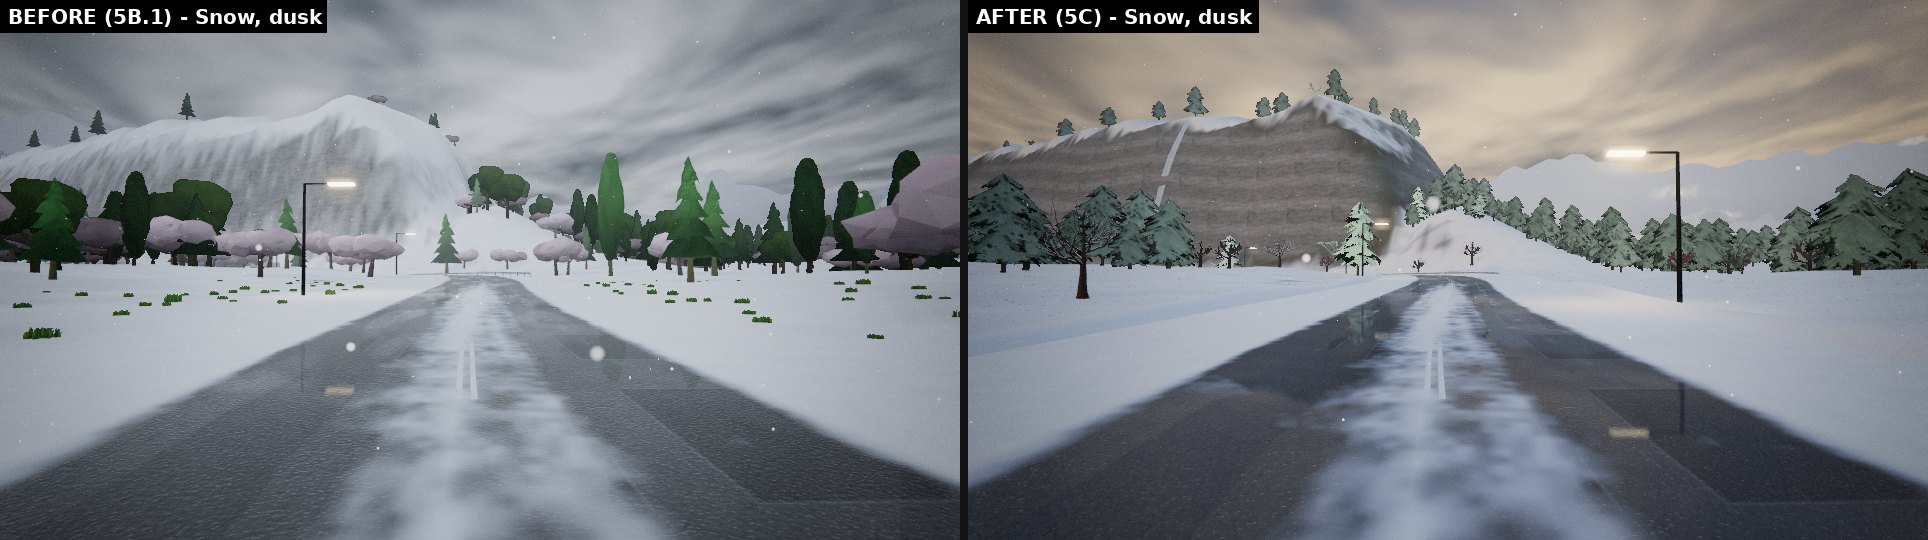 BEFORE (5B.1) - Snow, dusk
AFTER (5C) - Snow, dusk